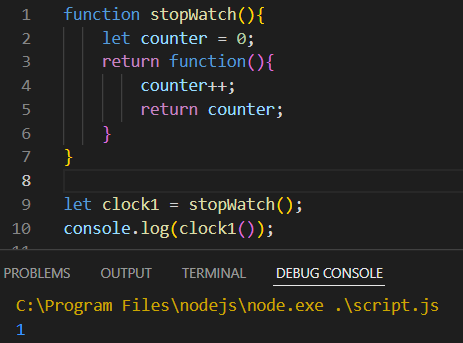 1 function stopWatch(){
2     let counter = 0;
3     return function(){
4         counter++;
5         return counter;
6     }
7 }
8
9 let clock1 = stopWatch();
10 console.log(clock1());
PROBLEMS OUTPUT TERMINAL DEBUG CONSOLE
C:\Program Files\nodejs\node.exe .\script.js
1